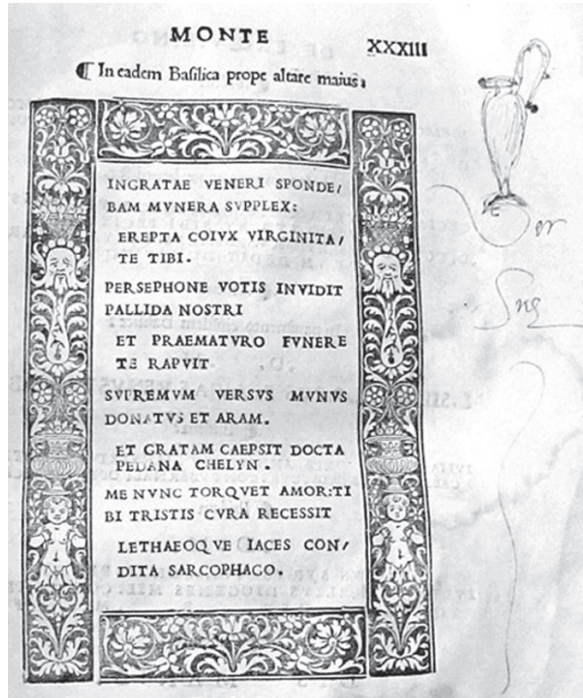 MONTE
XXXIII
¶ In eadem Basilica prope altare maius,
INGRATAE VENERI SPONDE/
BAM MVNERA SVPPLEX:
EREPTA COIVX VIRGINITA/
TE TIBI.
PERSEPHONE VOTIS INVIDIT
PALLIDA NOSTRI
ET PRAEMATVRO FVNERE
TE RAPVIT
SVPREMVM VERSVS MVNVS
DONATVS ET ARAM.
ET GRATAM CAEPSIT DOCTA
PEDANA CHELYN.
ME NVNC TORQVET AMOR:TI
BI TRISTIS CVRA RECESSIT
LETHAEOQVE IACES CON/
DITA SARCOPHAGO.